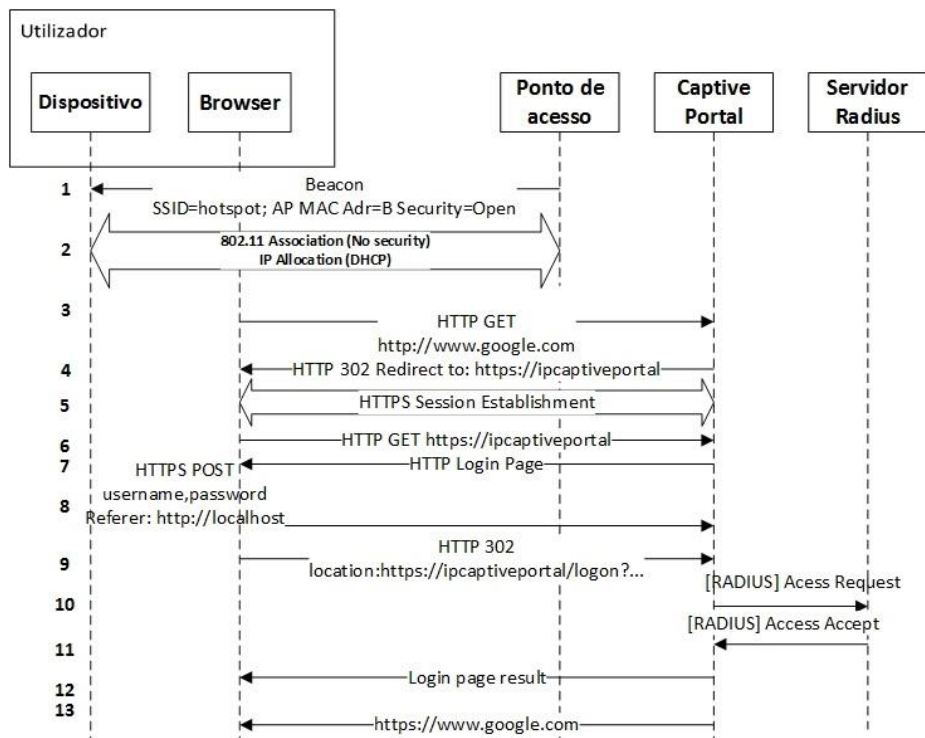 Utilizador
Dispositivo
Browser
Ponto de
acesso
Captive
Portal
Servidor
Radius
1
Beacon
SSID=hotspot; AP MAC Adr=B Security=Open
2
802.11 Association (No security)
IP Allocation (DHCP)
3
HTTP GET
http://www.google.com
4
HTTP 302 Redirect to: https://ipcaptiveportal
5
HTTPS Session Establishment
6
HTTP GET https://ipcaptiveportal
7
HTTP Login Page
8
HTTPS POST
username,password
Referer: http://localhost
9
HTTP 302
location:https://ipcaptiveportal/logon?...
10
[RADIUS] Acess Request
11
[RADIUS] Access Accept
12
Login page result
13
https://www.google.com